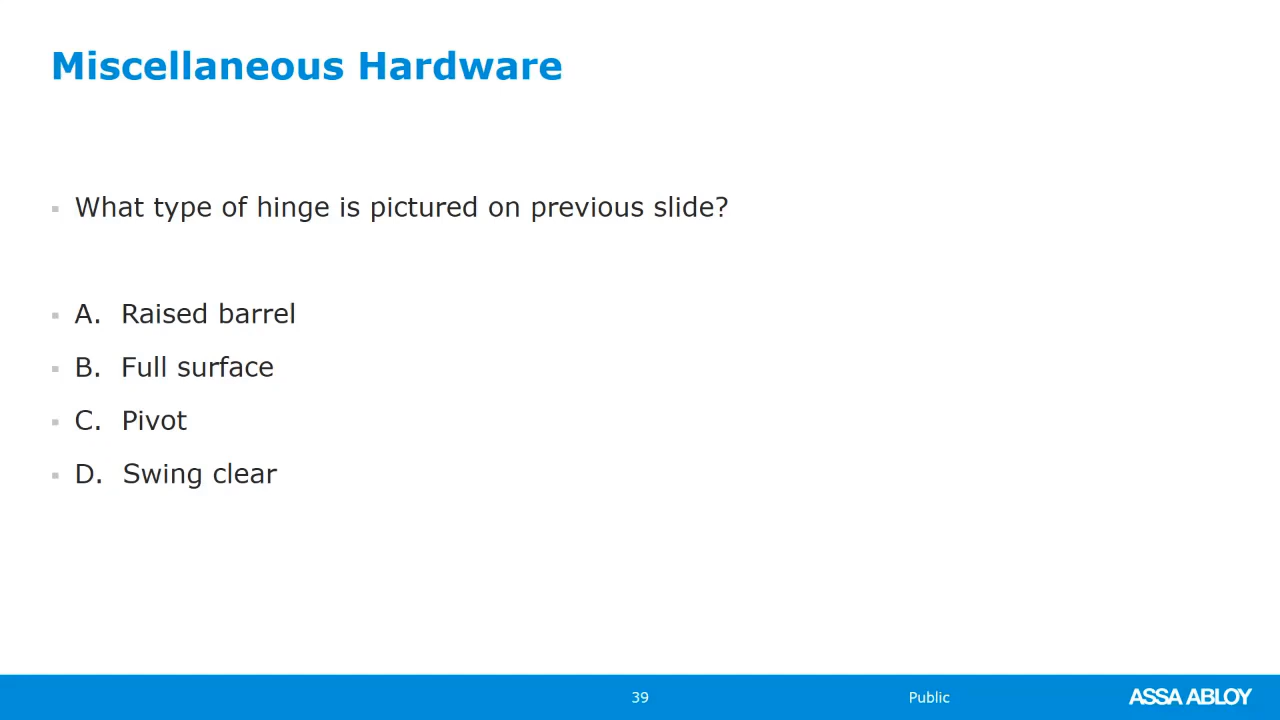 Miscellaneous Hardware
What type of hinge is pictured on previous slide?
A. Raised barrel
B. Full surface
C. Pivot
D. Swing clear
39
Public
ASSA ABLOY